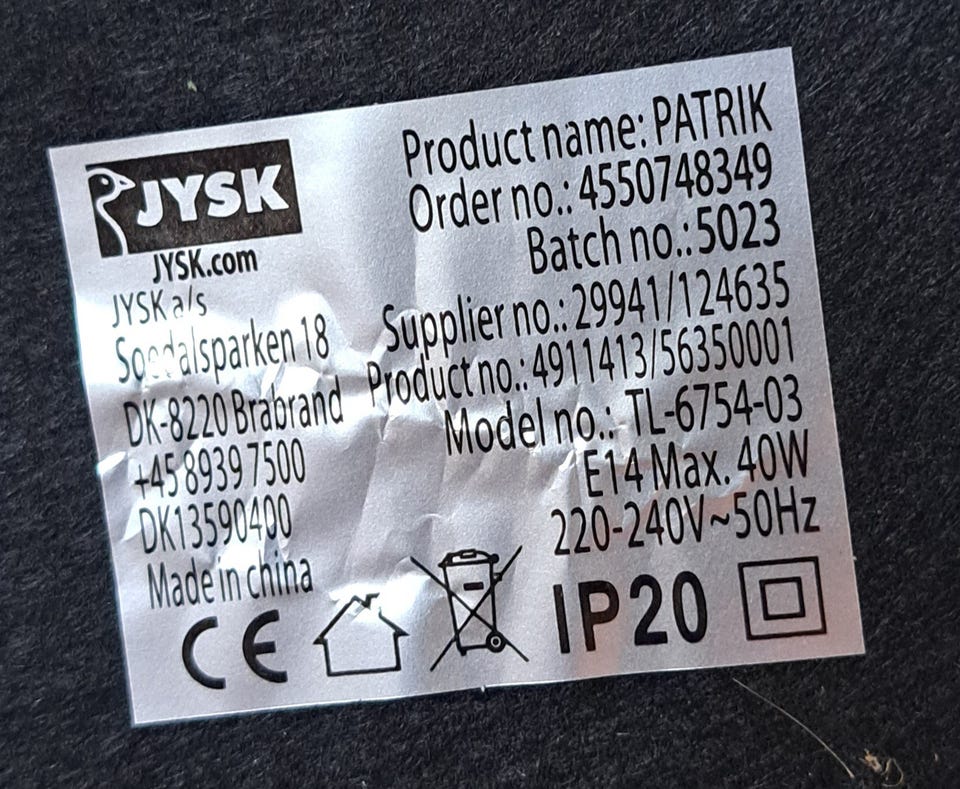 JYSK
JYSK.com
JYSK a/s
18
DK-8220 Brabrand
+45 8939 7500
DK13590400
Made in china
CE
Product name: PATRIK
Order no.: 4550748349
Batch no.: 5023
Supplier no.: 29941/124635
Product no.: 4911413/56350001
Model no.: TL-6754-03
E14 Max. 40W
220-240V~50Hz
IP20